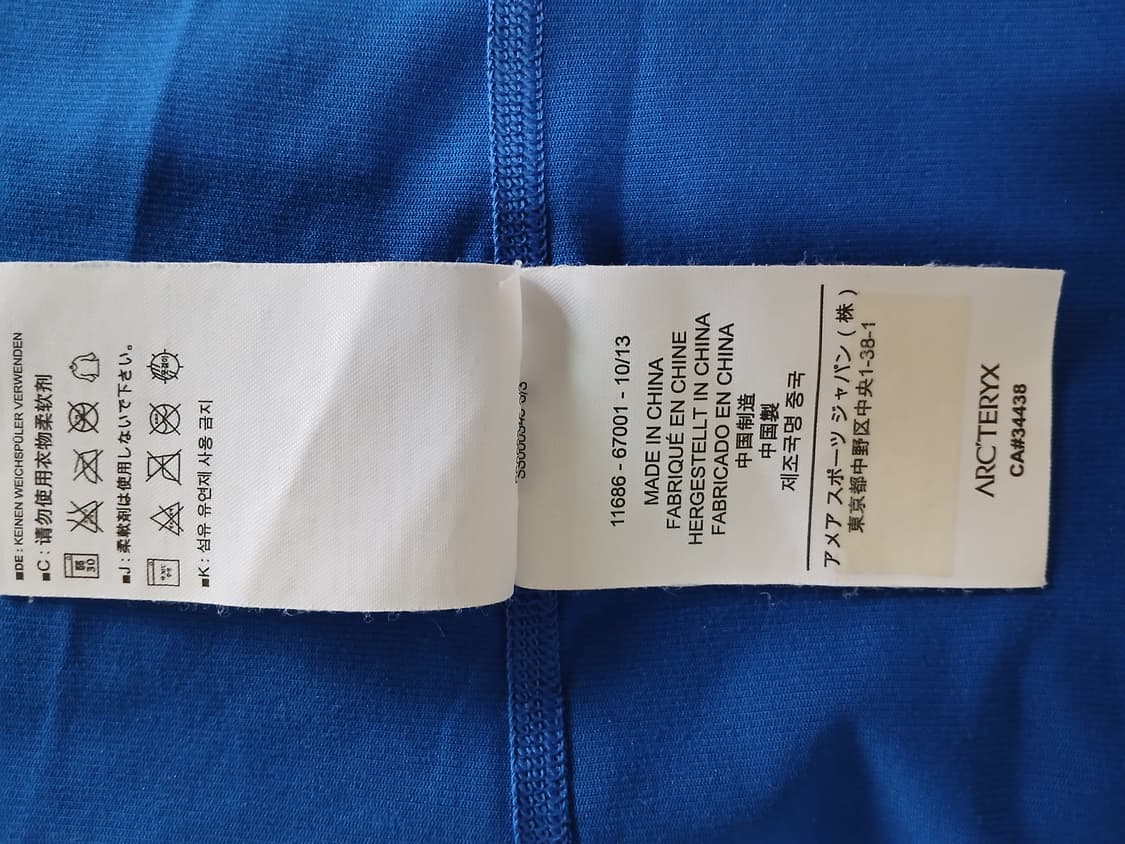 ■DE : KEINEN WEICHSPÜLER VERWENDEN
■C : 请勿使用衣物柔软剂
弱
30
■J : 柔軟剤は使用しないで下さい。
■K : 섬유 유연제 사용 금지
11686 - 67001 - 10/13
MADE IN CHINA
FABRIQUÉ EN CHINE
HERGESTELLT IN CHINA
FABRICADO EN CHINA
中国制造
中国製
제조국명 중국
アメア スポーツ ジャパン ( 株 )
東京都中野区中央1-38-1
ARC'TERYX
CA#34438